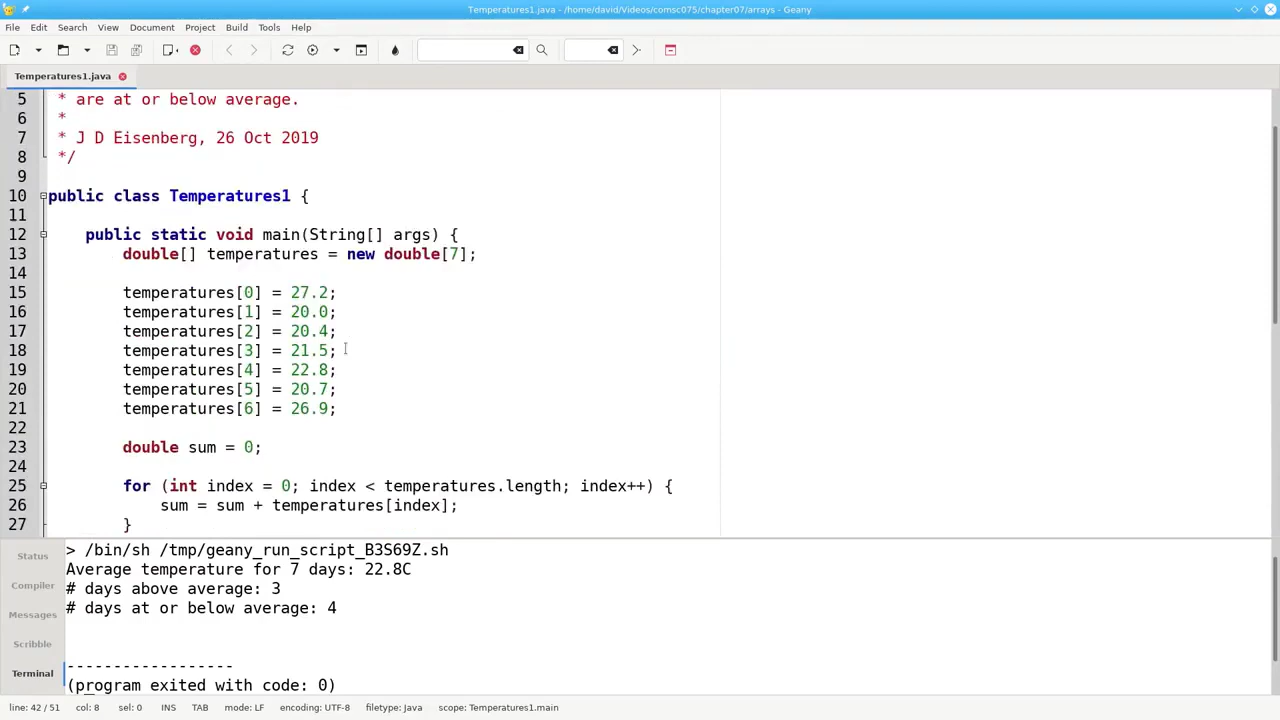 Temperatures1.java - /home/david/Videos/comsc075/chapter07/arrays - Geany
File Edit Search View Document Project Build Tools Help
Temperatures1.java
5 * are at or below average.
6 *
7 * J D Eisenberg, 26 Oct 2019
8 */
9
10 public class Temperatures1 {
11
12 public static void main(String[] args) {
13 double[] temperatures = new double[7];
14
15 temperatures[0] = 27.2;
16 temperatures[1] = 20.0;
17 temperatures[2] = 20.4;
18 temperatures[3] = 21.5;
19 temperatures[4] = 22.8;
20 temperatures[5] = 20.7;
21 temperatures[6] = 26.9;
22
23 double sum = 0;
24
25 for (int index = 0; index < temperatures.length; index++) {
26 sum = sum + temperatures[index];
27 }
Status
Compiler
Messages
Scribble
Terminal
> /bin/sh /tmp/geany_run_script_B3S69Z.sh
Average temperature for 7 days: 22.8C
# days above average: 3
# days at or below average: 4
------------------
(program exited with code: 0)
line: 42 / 51 col: 8 sel: 0 INS TAB mode: LF encoding: UTF-8 filetype: Java scope: Temperatures1.main